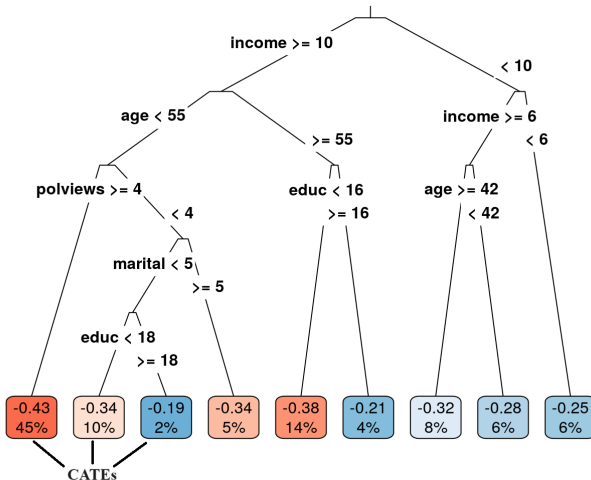 income >= 10
< 10
age < 55
income >= 6
>= 55
< 6
polviews >= 4
educ < 16
age >= 42
< 4
>= 16
< 42
marital < 5
>= 5
educ < 18
>= 18
-0.43 -0.34 -0.19 -0.34 -0.38 -0.21 -0.32 -0.28 -0.25
45% 10% 2% 5% 14% 4% 8% 6% 6%
CATEs